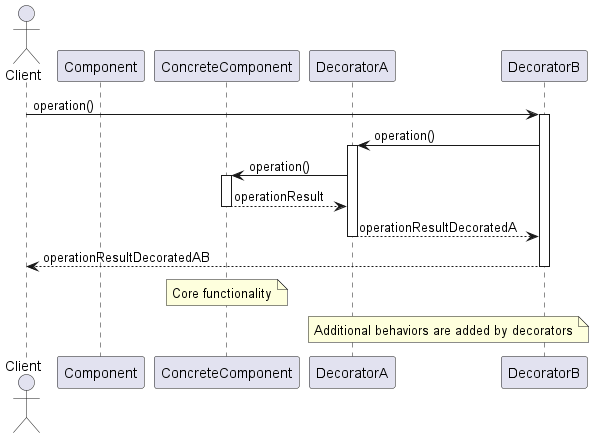 Client
Component
ConcreteComponent
DecoratorA
DecoratorB
operation()
operation()
operation()
operationResult
operationResultDecoratedA
operationResultDecoratedAB
Core functionality
Additional behaviors are added by decorators
Client
Component
ConcreteComponent
DecoratorA
DecoratorB